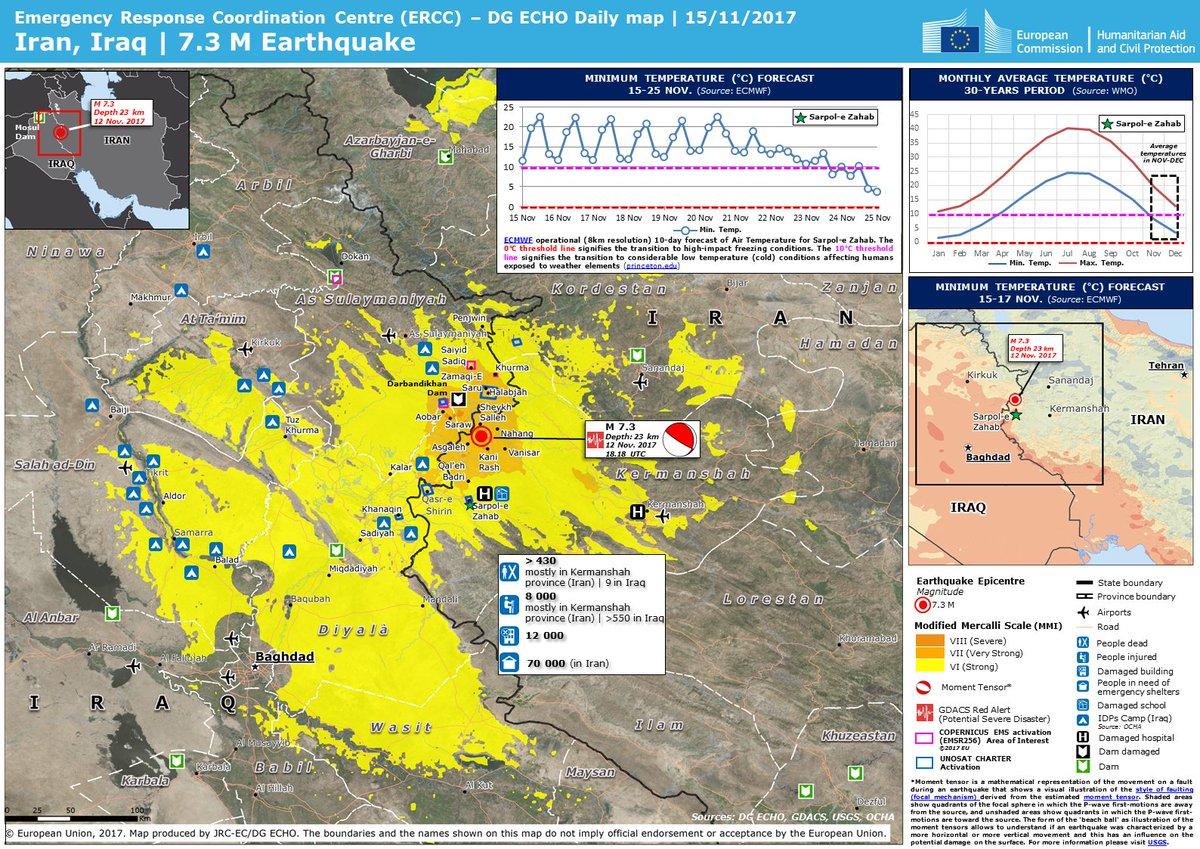 Emergency Response Coordination Centre (ERCC) – DG ECHO Daily map | 15/11/2017
Iran, Iraq | 7.3 M Earthquake
European
Commission
Humanitarian Aid
and Civil Protection
M 7.3
Depth 23 km
12 Nov. 2017
Mosul
Dam
IRAN
IRAQ
MINIMUM TEMPERATURE (°C) FORECAST
15-25 NOV. (Source: ECMWF)
25
20
15
10
5
0
Sarpol-e Zahab
15 Nov 16 Nov 17 Nov 18 Nov 19 Nov 20 Nov 21 Nov 22 Nov 23 Nov 24 Nov 25 Nov
Min. Temp.
ECMWF operational (8km resolution) 10-day forecast of Air Temperature for Sarpol-e Zahab. The
0°C threshold line signifies the transition to high-impact freezing conditions. The 10°C threshold
line signifies the transition to considerable low temperature (cold) conditions affecting humans
exposed to weather elements (princeton.edu)
MONTHLY AVERAGE TEMPERATURE (°C)
30-YEARS PERIOD (Source: WMO)
45
40
35
30
25
20
15
10
5
0
Sarpol-e Zahab
Average
temperatures
in NOV-DEC
Jan Feb Mar Apr May Jun Jul Aug Sep Oct Nov Dec
Min. Temp. Max. Temp.
MINIMUM TEMPERATURE (°C) FORECAST
15-17 NOV. (Source: ECMWF)
M 7.3
Depth 23 km
12 Nov. 2017
Tehran
Kirkuk
Sanandaj
Sarpol-e
Zahab
Kermanshah
IRAN
Baghdad
IRAQ
Azarbayjan-e-
Gharbi
Mahabad
Arbil
Ninawa
Arbil
Dokan
Makhmur
As Sulaymaniyah
At Ta'mim
Kordestan
Bijar
Zanjan
I R A N
Hamadan
Penjwin
As Sulaymaniyah
Kirkuk
Saiyid
Sadiq
Khurma
Sanandaj
Zamaqi-E
Saru
Darbandikhan
Dam
Halabjah
Baiji
Aobar
Sheykh
Salleh
Tuz
Khurma
Saraw
Nahang
M 7.3
Depth: 23 km
12 Nov. 2017
18.18 UTC
Hamadan
Asgaleh
Kani
Rash
Vanisar
Salah ad-Din
Tikrit
Kalar
Qal'eh
Badri
Kermanshah
Aldor
Qasr-e
Shirin
Sarpol-e
Zahab
Kermanshah
Khanaqin
Samarra
Sadiyah
Balad
Miqdadiyah
> 430
mostly in Kermanshah
province (Iran) | 9 in Iraq
8 000
mostly in Kermanshah
province (Iran) | >550 in Iraq
12 000
70 000 (in Iran)
Baqubah
Mandali
Lorestan
Al Anbar
Diyalà
Khuramabad
Ar Ramadi
Al Fallujah
Baghdad
I R A Q
Wasit
Ilam
Khuzeastan
Al Musayyib
Karbala
Karbala
Babil
Al Hillah
Al Kut
Maysan
Dezful
0 25 50 100
Km
Sources: DG ECHO, GDACS, USGS, OCHA
© European Union, 2017. Map produced by JRC-EC/DG ECHO. The boundaries and the names shown on this map do not imply official endorsement or acceptance by the European Union.
Earthquake Epicentre
Magnitude
7.3 M
Modified Mercalli Scale (MMI)
VIII (Severe)
VII (Very Strong)
VI (Strong)
Moment Tensor*
GDACS Red Alert
(Potential Severe Disaster)
COPERNICUS EMS activation
(EMSR256) Area of Interest
©2017 EU
UNOSAT CHARTER
Activation
State boundary
Province boundary
Airports
Road
People dead
People injured
Damaged building
People in need of
emergency shelters
Damaged school
IDPs Camp (Iraq)
Source: OCHA
Damaged hospital
Dam damaged
Dam
*Moment tensor is a mathematical representation of the movement on a fault
during an earthquake that shows a visual illustration of the style of faulting
(focal mechanism) derived from the estimated moment tensor. Shaded areas
show quadrants of the focal sphere in which the P-wave first-motions are away
from the source, and unshaded areas show quadrants in which the P-wave first-
motions are toward the source. The form of the 'beach ball' as illustration of the
moment tensors allows to understand if an earthquake was characterized by a
more horizontal or more vertical movement and this has an influence on the
potential damage on the surface. For more information please visit USGS.